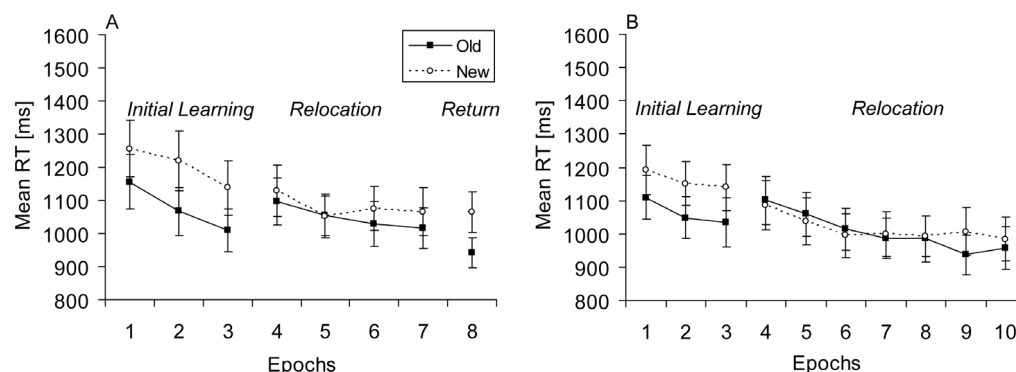 A
1600
1500
1400
1300
1200
1100
1000
900
800
Mean RT [ms]
Old
New
Initial Learning Relocation Return
1 2 3 4 5 6 7 8
Epochs
B
1600
1500
1400
1300
1200
1100
1000
900
800
Mean RT [ms]
Initial Learning Relocation
1 2 3 4 5 6 7 8 9 10
Epochs